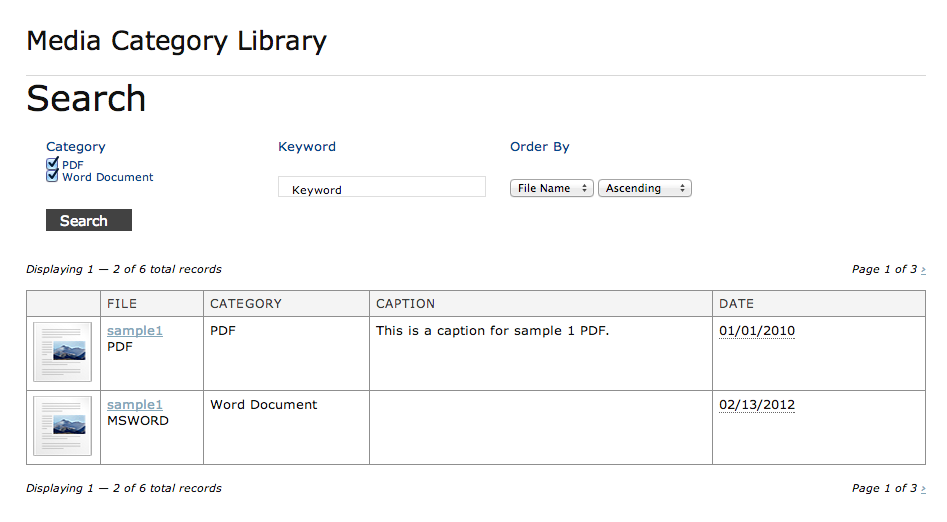 Media Category Library
Search
Category Keyword Order By
PDF
Word Document
Keyword File Name Ascending
Search
Displaying 1 — 2 of 6 total records Page 1 of 3 ›
FILE CATEGORY CAPTION DATE
sample1 PDF This is a caption for sample 1 PDF. 01/01/2010
PDF
sample1 Word Document 02/13/2012
MSWORD
Displaying 1 — 2 of 6 total records Page 1 of 3 ›